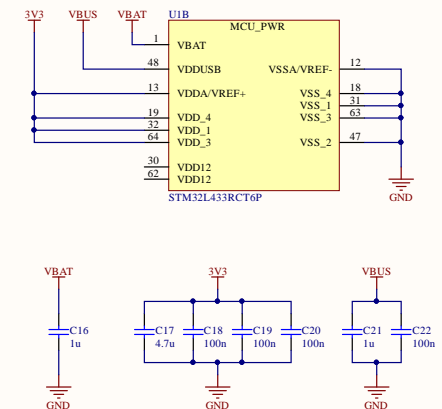 3V3 VBUS VBAT U1B
MCU_PWR
1 VBAT
48 VDDUSB VSSA/VREF- 12
13 VDDA/VREF+ VSS_4 18
VSS_1 31
19 VDD_4 VSS_3 63
32 VDD_1
64 VDD_3 VSS_2 47
30 VDD12
62 VDD12
STM32L433RCT6P GND
VBAT 3V3 VBUS
C16 C17 C18 C19 C20 C21 C22
1u 4.7u 100n 100n 100n 1u 100n
GND GND GND